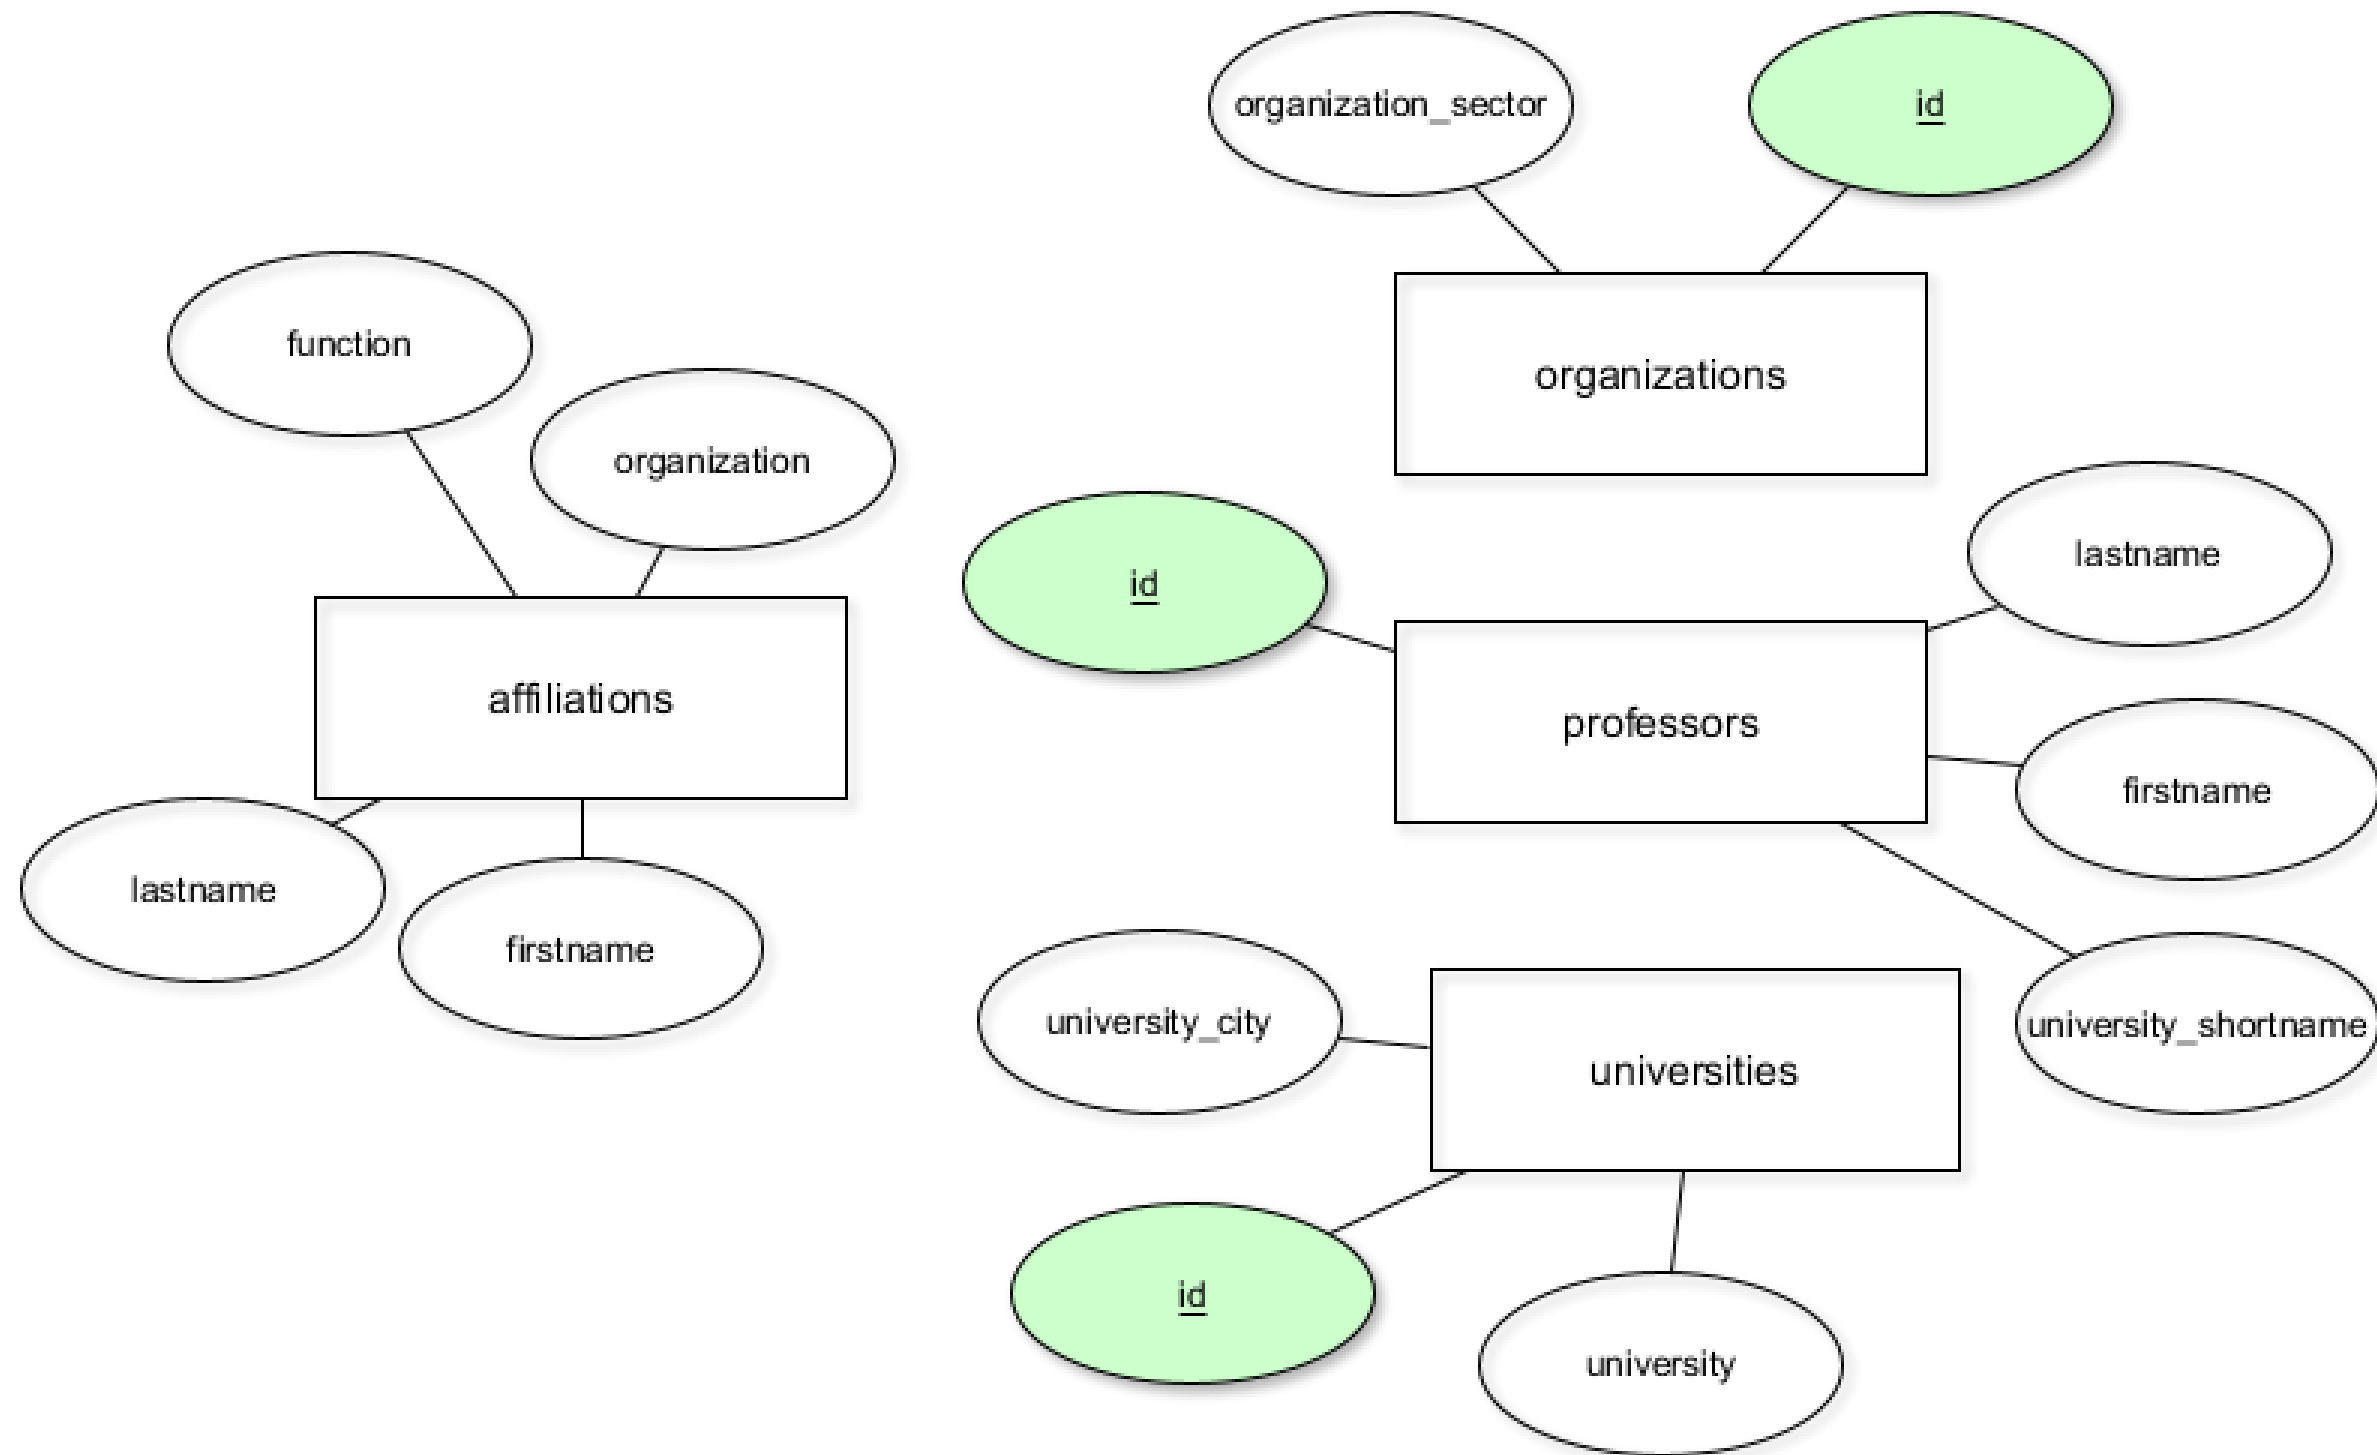 organization_sector
id
function
organization
organizations
id
lastname
affiliations
professors
firstname
lastname
firstname
university_city
universities
university_shortname
id
university